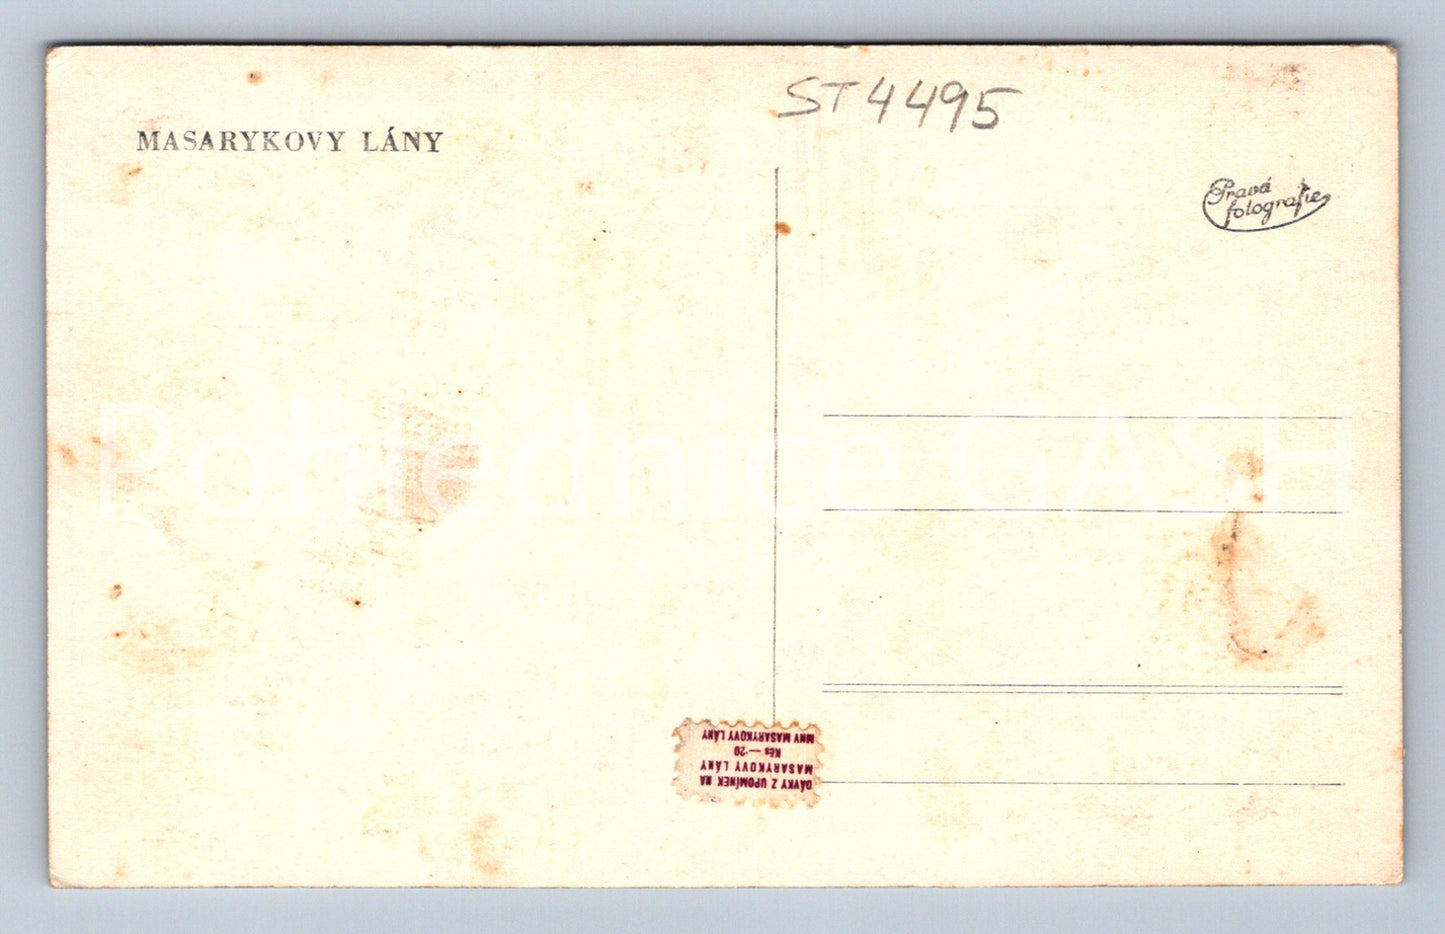 ST4495
MASARYKOVY LÁNY
Pravá
fotografie
Pohlednice GASH
DÁVKY Z UPOMÍNEK NA
MASARYKOVY LÁNY
Kčs — ·20
MNV MASARYKOVY LÁNY